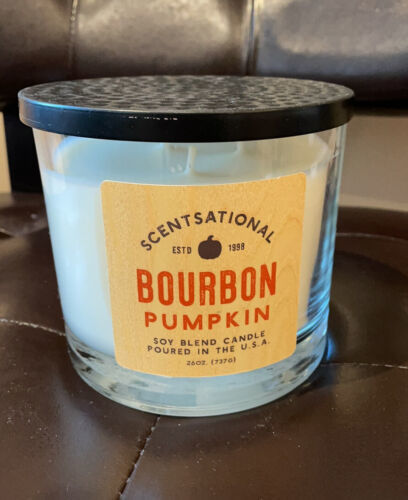 SCENTSATIONAL
ESTD 1998
BOURBON
PUMPKIN
SOY BLEND CANDLE
POURED IN THE U.S.A.
26OZ. (737G)